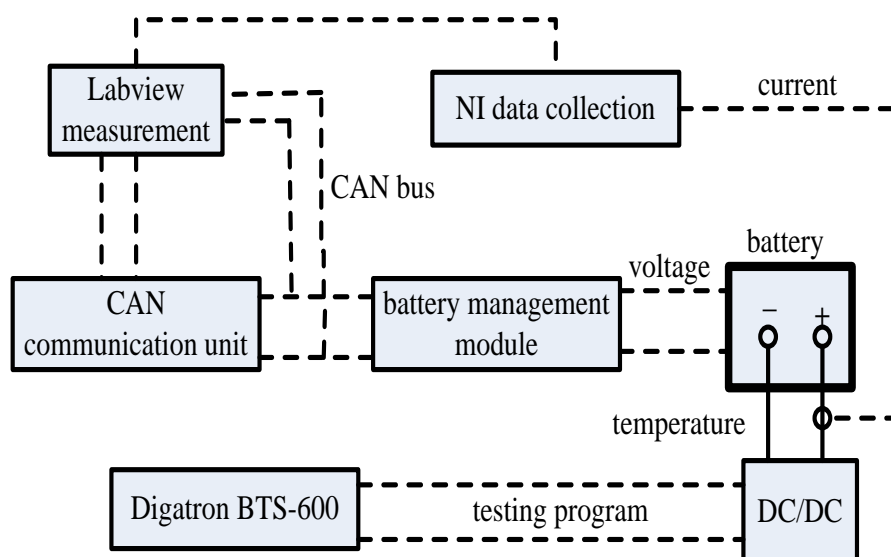 Labview
measurement
NI data collection
current
CAN bus
battery
voltage
CAN
communication unit
battery management
module
− +
temperature
Digatron BTS-600
testing program
DC/DC